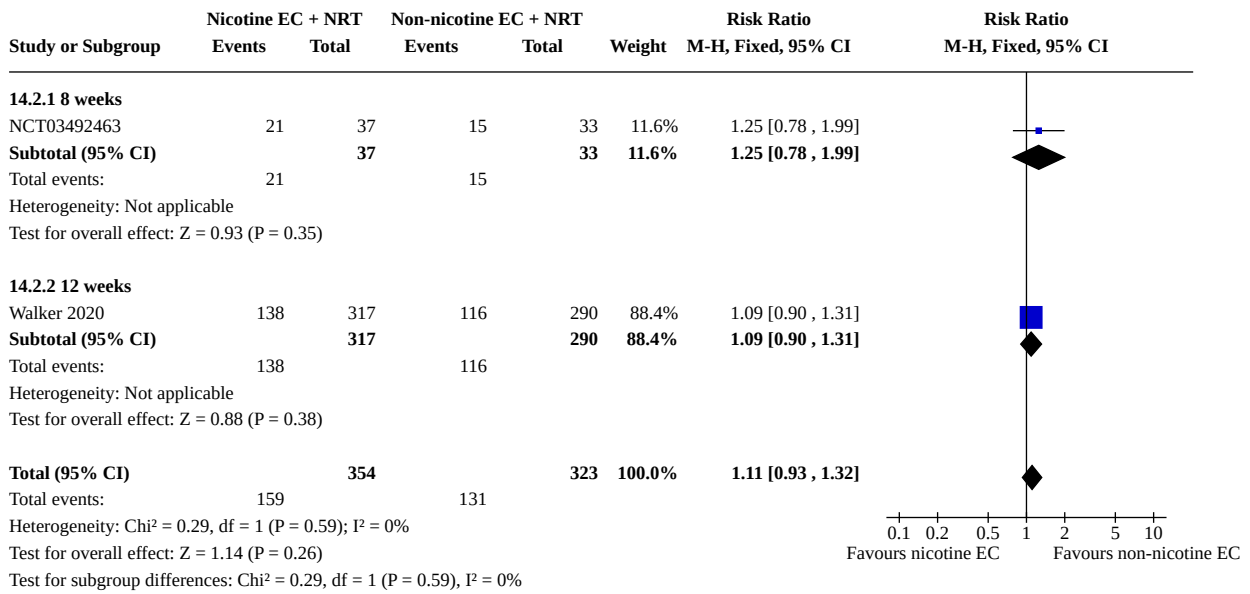 Nicotine EC + NRT Non-nicotine EC + NRT Risk Ratio Risk Ratio
Study or Subgroup Events Total Events Total Weight M-H, Fixed, 95% CI M-H, Fixed, 95% CI
14.2.1 8 weeks
NCT03492463 21 37 15 33 11.6% 1.25 [0.78 , 1.99]
Subtotal (95% CI) 37 33 11.6% 1.25 [0.78 , 1.99]
Total events: 21 15
Heterogeneity: Not applicable
Test for overall effect: Z = 0.93 (P = 0.35)
14.2.2 12 weeks
Walker 2020 138 317 116 290 88.4% 1.09 [0.90 , 1.31]
Subtotal (95% CI) 317 290 88.4% 1.09 [0.90 , 1.31]
Total events: 138 116
Heterogeneity: Not applicable
Test for overall effect: Z = 0.88 (P = 0.38)
Total (95% CI) 354 323 100.0% 1.11 [0.93 , 1.32]
Total events: 159 131
Heterogeneity: Chi² = 0.29, df = 1 (P = 0.59); I² = 0%
0.1 0.2 0.5 1 2 5 10
Test for overall effect: Z = 1.14 (P = 0.26)
Favours nicotine EC Favours non-nicotine EC
Test for subgroup differences: Chi² = 0.29, df = 1 (P = 0.59), I² = 0%